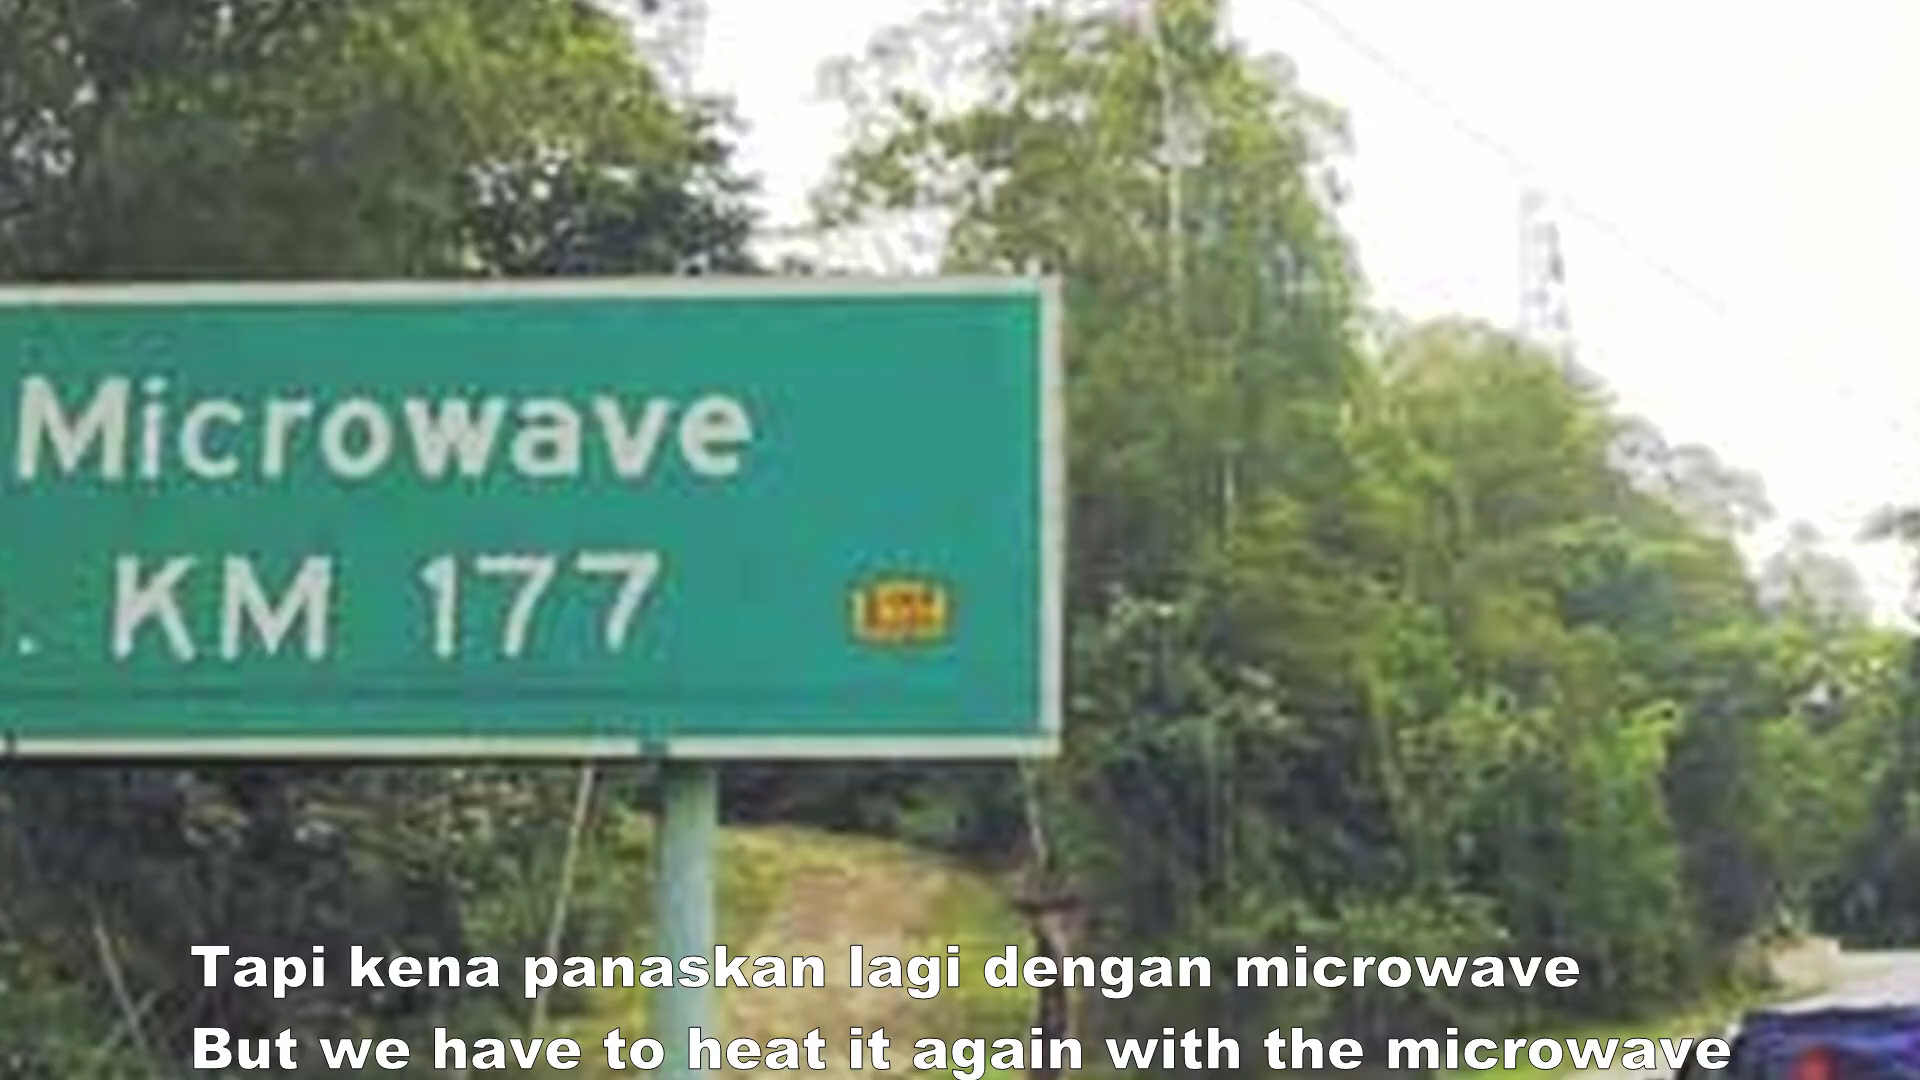 Microwave
. KM 177
Tapi kena panaskan lagi dengan microwave
But we have to heat it again with the microwave